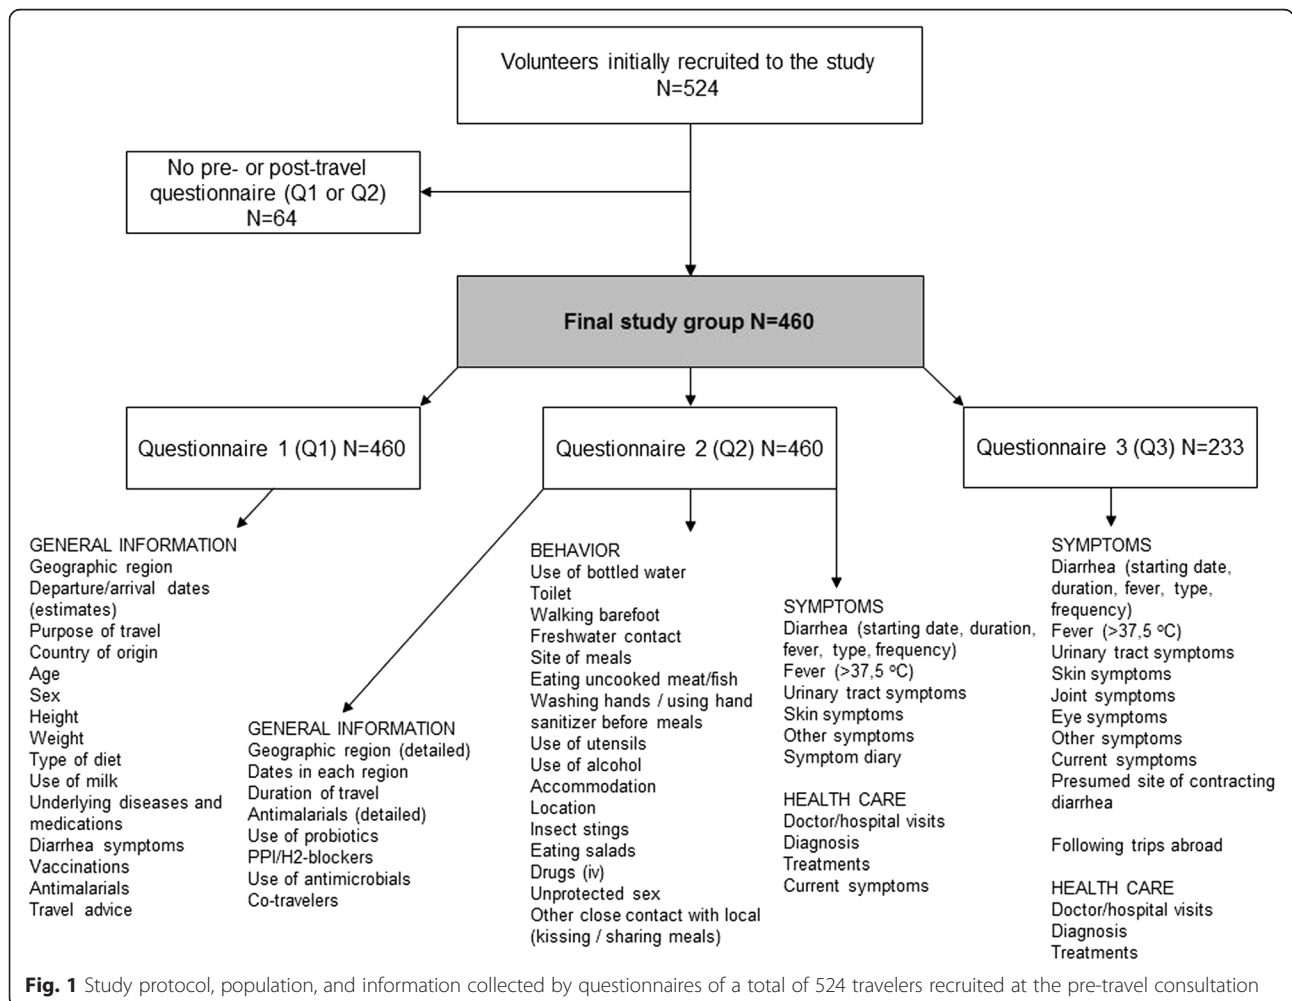 Volunteers initially recruited to the study
N=524
No pre- or post-travel
questionnaire (Q1 or Q2)
N=64
Final study group N=460
Questionnaire 1 (Q1) N=460
Questionnaire 2 (Q2) N=460
Questionnaire 3 (Q3) N=233
GENERAL INFORMATION
Geographic region
Departure/arrival dates
(estimates)
Purpose of travel
Country of origin
Age
Sex
Height
Weight
Type of diet
Use of milk
Underlying diseases and
medications
Diarrhea symptoms
Vaccinations
Antimalarials
Travel advice
GENERAL INFORMATION
Geographic region (detailed)
Dates in each region
Duration of travel
Antimalarials (detailed)
Use of probiotics
PPI/H2-blockers
Use of antimicrobials
Co-travelers
BEHAVIOR
Use of bottled water
Toilet
Walking barefoot
Freshwater contact
Site of meals
Eating uncooked meat/fish
Washing hands / using hand
sanitizer before meals
Use of utensils
Use of alcohol
Accommodation
Location
Insect stings
Eating salads
Drugs (iv)
Unprotected sex
Other close contact with local
(kissing / sharing meals)
SYMPTOMS
Diarrhea (starting date, duration,
fever, type, frequency)
Fever (>37,5 ºC)
Urinary tract symptoms
Skin symptoms
Other symptoms
Symptom diary
HEALTH CARE
Doctor/hospital visits
Diagnosis
Treatments
Current symptoms
SYMPTOMS
Diarrhea (starting date,
duration, fever, type,
frequency)
Fever (>37,5 ºC)
Urinary tract symptoms
Skin symptoms
Joint symptoms
Eye symptoms
Other symptoms
Current symptoms
Presumed site of contracting
diarrhea
Following trips abroad
HEALTH CARE
Doctor/hospital visits
Diagnosis
Treatments
Fig. 1 Study protocol, population, and information collected by questionnaires of a total of 524 travelers recruited at the pre-travel consultation